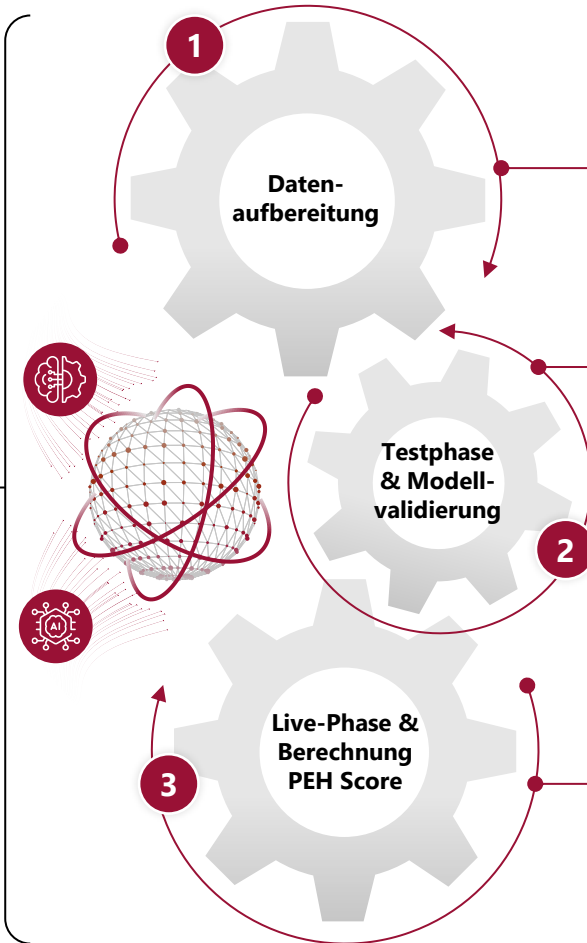 1
Daten-
aufbereitung
Testphase
& Modell-
validierung
2
AI
Live-Phase &
Berechnung
PEH Score
3